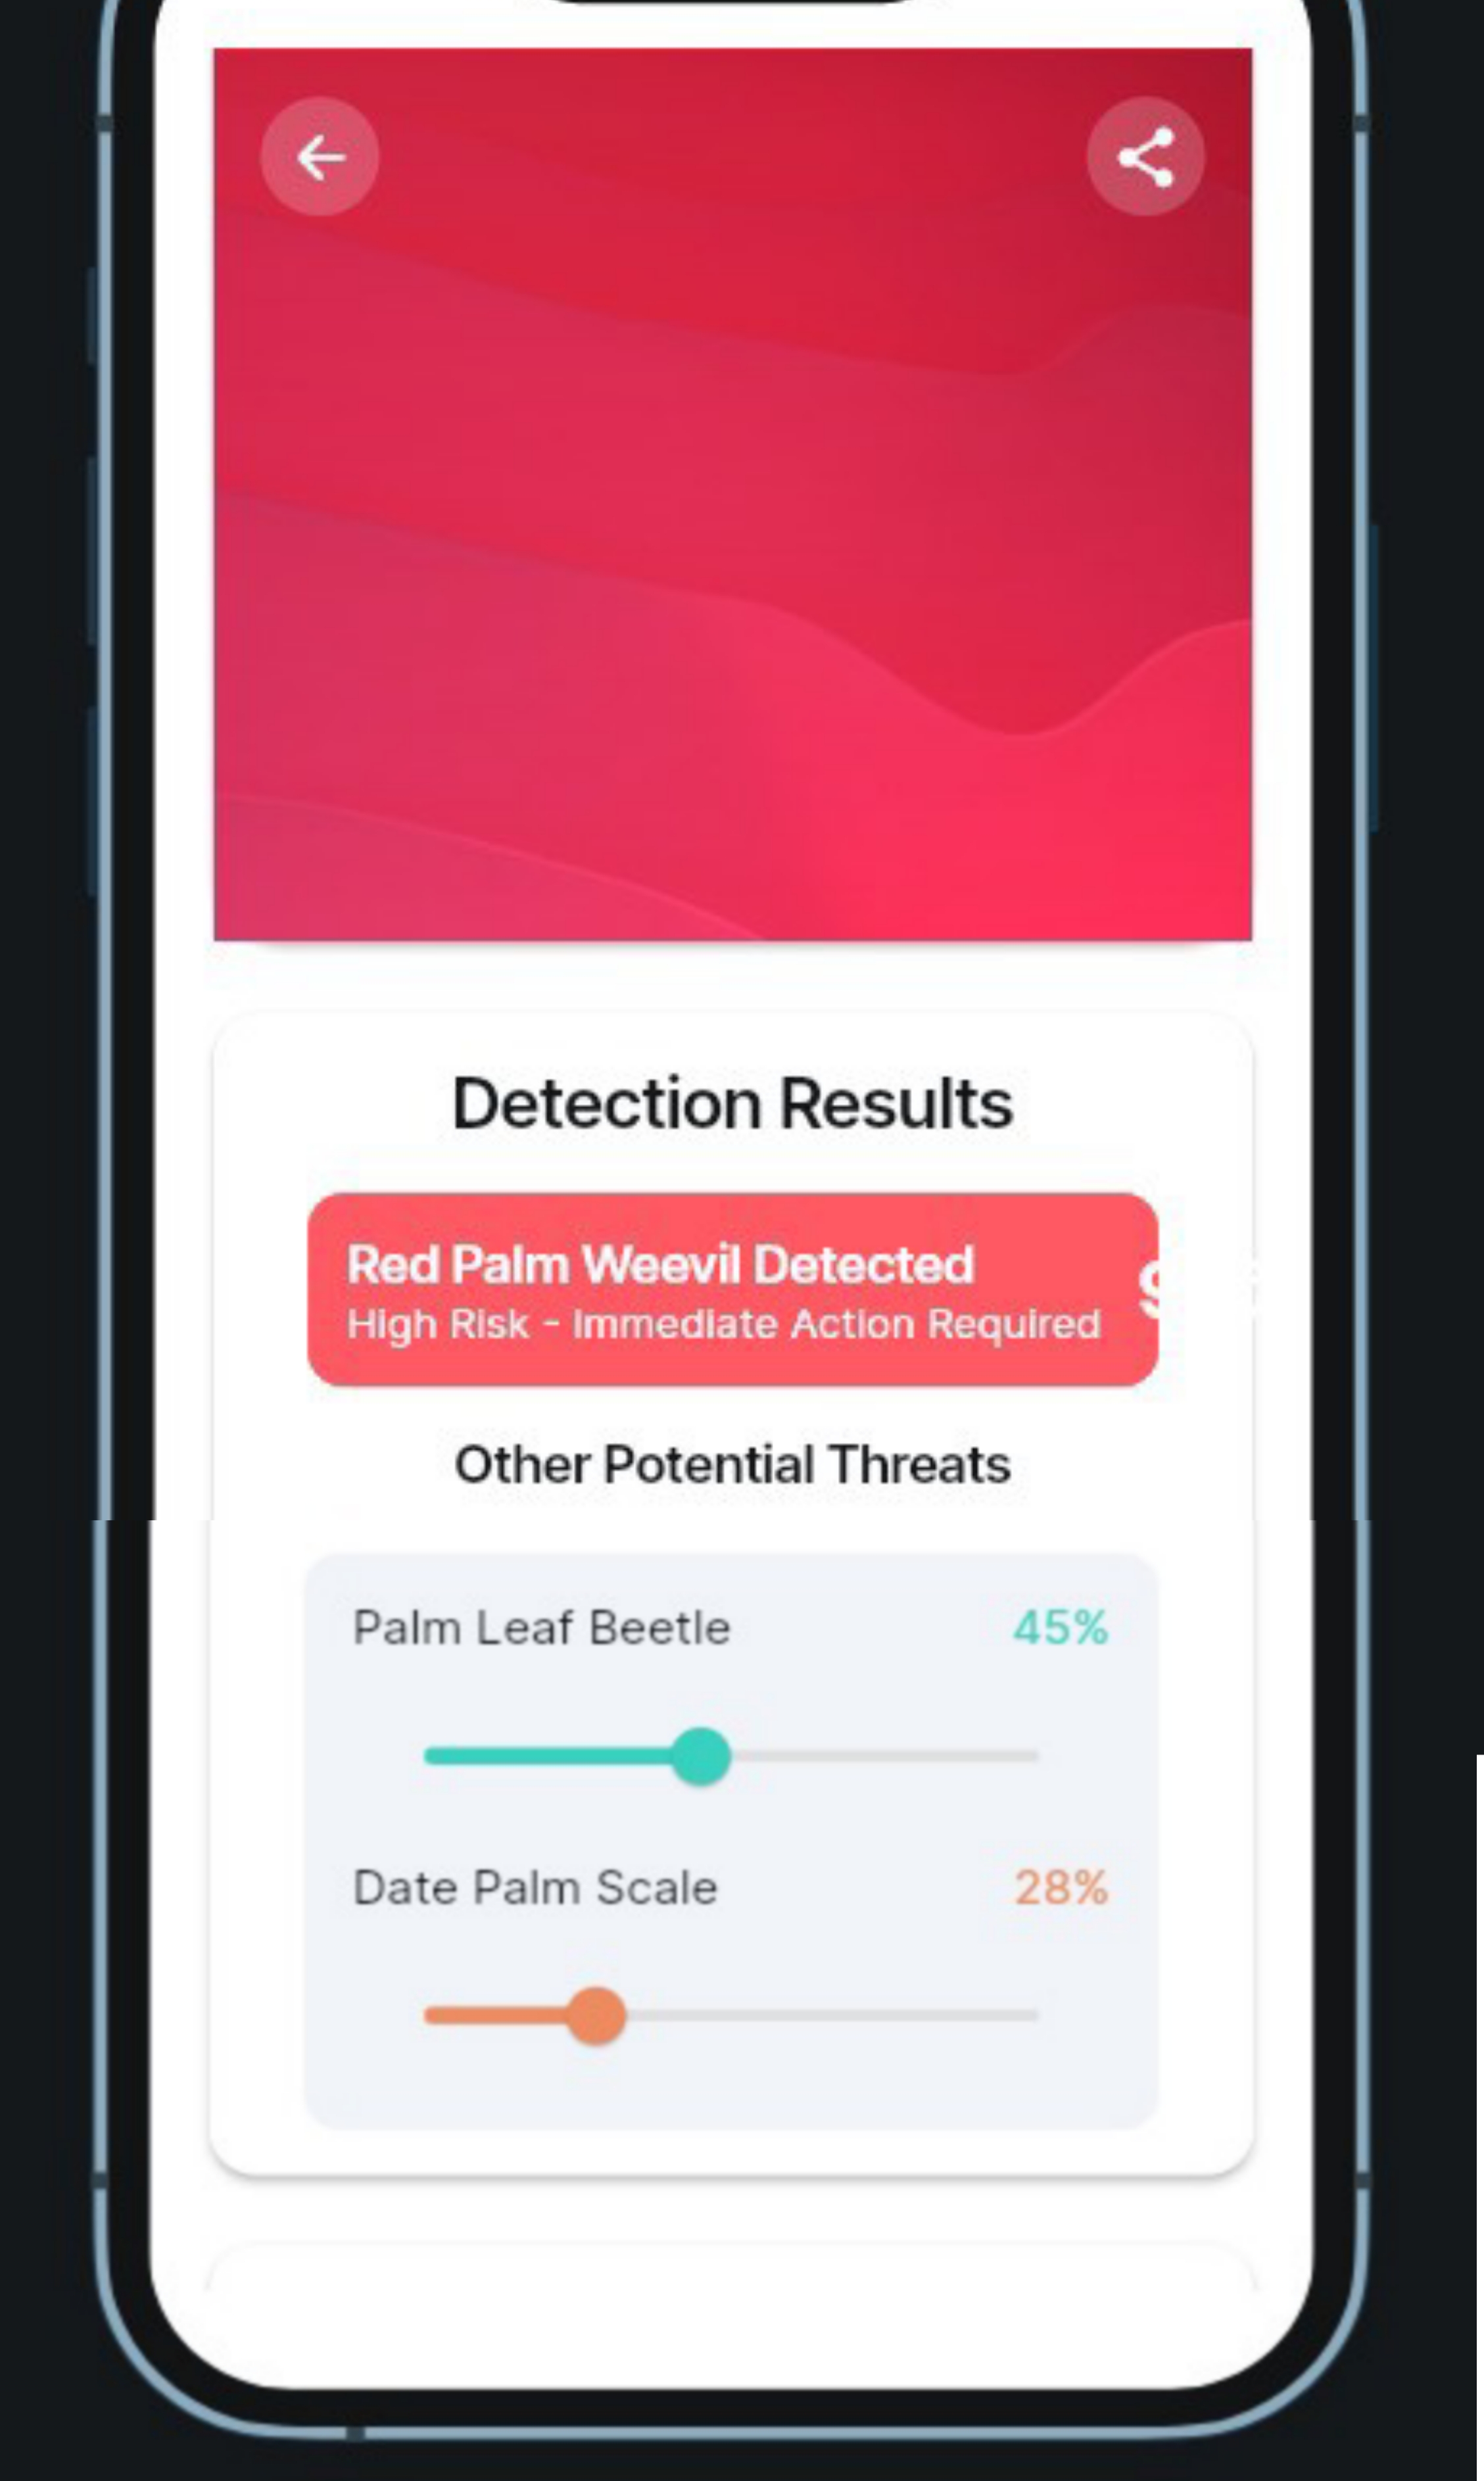 Detection Results
Red Palm Weevil Detected
High Risk - Immediate Action Required
Other Potential Threats
Palm Leaf Beetle 45%
Date Palm Scale 28%